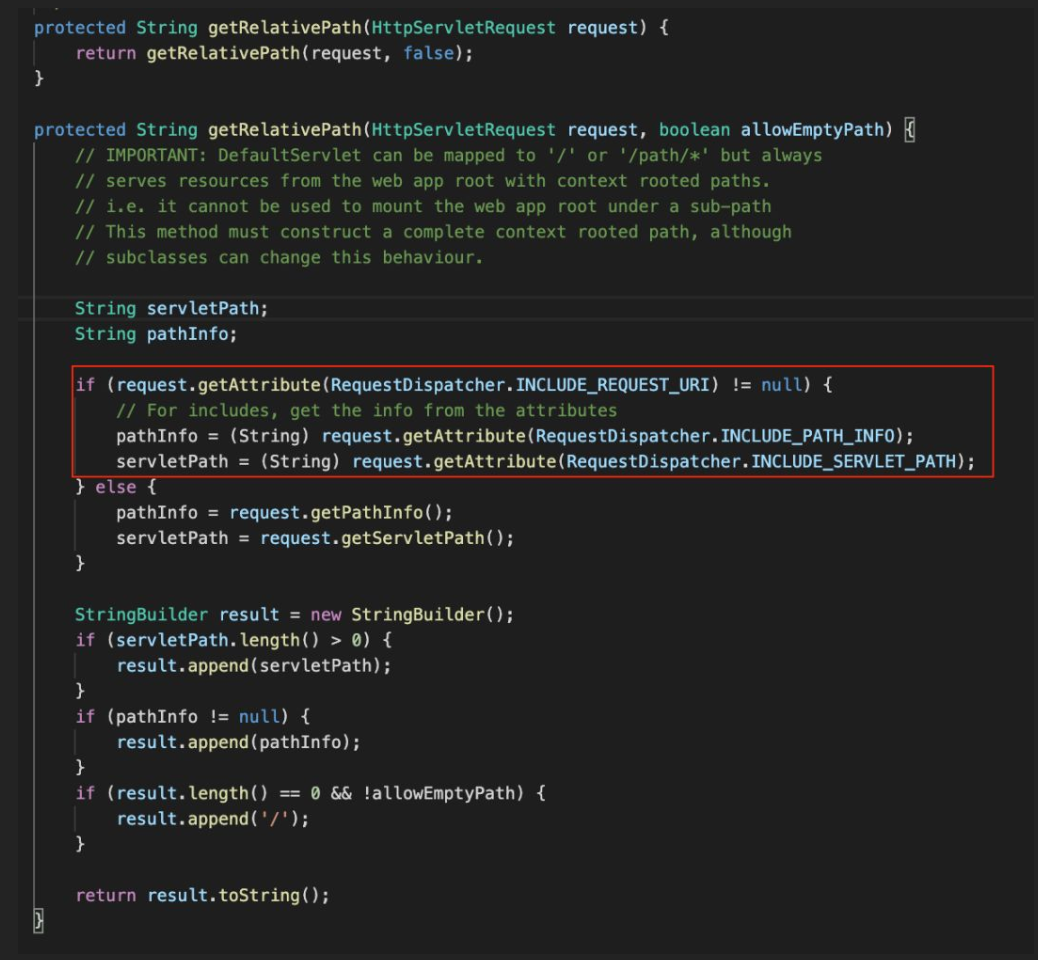 protected String getRelativePath(HttpServletRequest request) {
return getRelativePath(request, false);
}
protected String getRelativePath(HttpServletRequest request, boolean allowEmptyPath) {
// IMPORTANT: DefaultServlet can be mapped to '/' or '/path/*' but always
// serves resources from the web app root with context rooted paths.
// i.e. it cannot be used to mount the web app root under a sub-path
// This method must construct a complete context rooted path, although
// subclasses can change this behaviour.
String servletPath;
String pathInfo;
if (request.getAttribute(RequestDispatcher.INCLUDE_REQUEST_URI) != null) {
// For includes, get the info from the attributes
pathInfo = (String) request.getAttribute(RequestDispatcher.INCLUDE_PATH_INFO);
servletPath = (String) request.getAttribute(RequestDispatcher.INCLUDE_SERVLET_PATH);
} else {
pathInfo = request.getPathInfo();
servletPath = request.getServletPath();
}
StringBuilder result = new StringBuilder();
if (servletPath.length() > 0) {
result.append(servletPath);
}
if (pathInfo != null) {
result.append(pathInfo);
}
if (result.length() == 0 && !allowEmptyPath) {
result.append('/');
}
return result.toString();
}